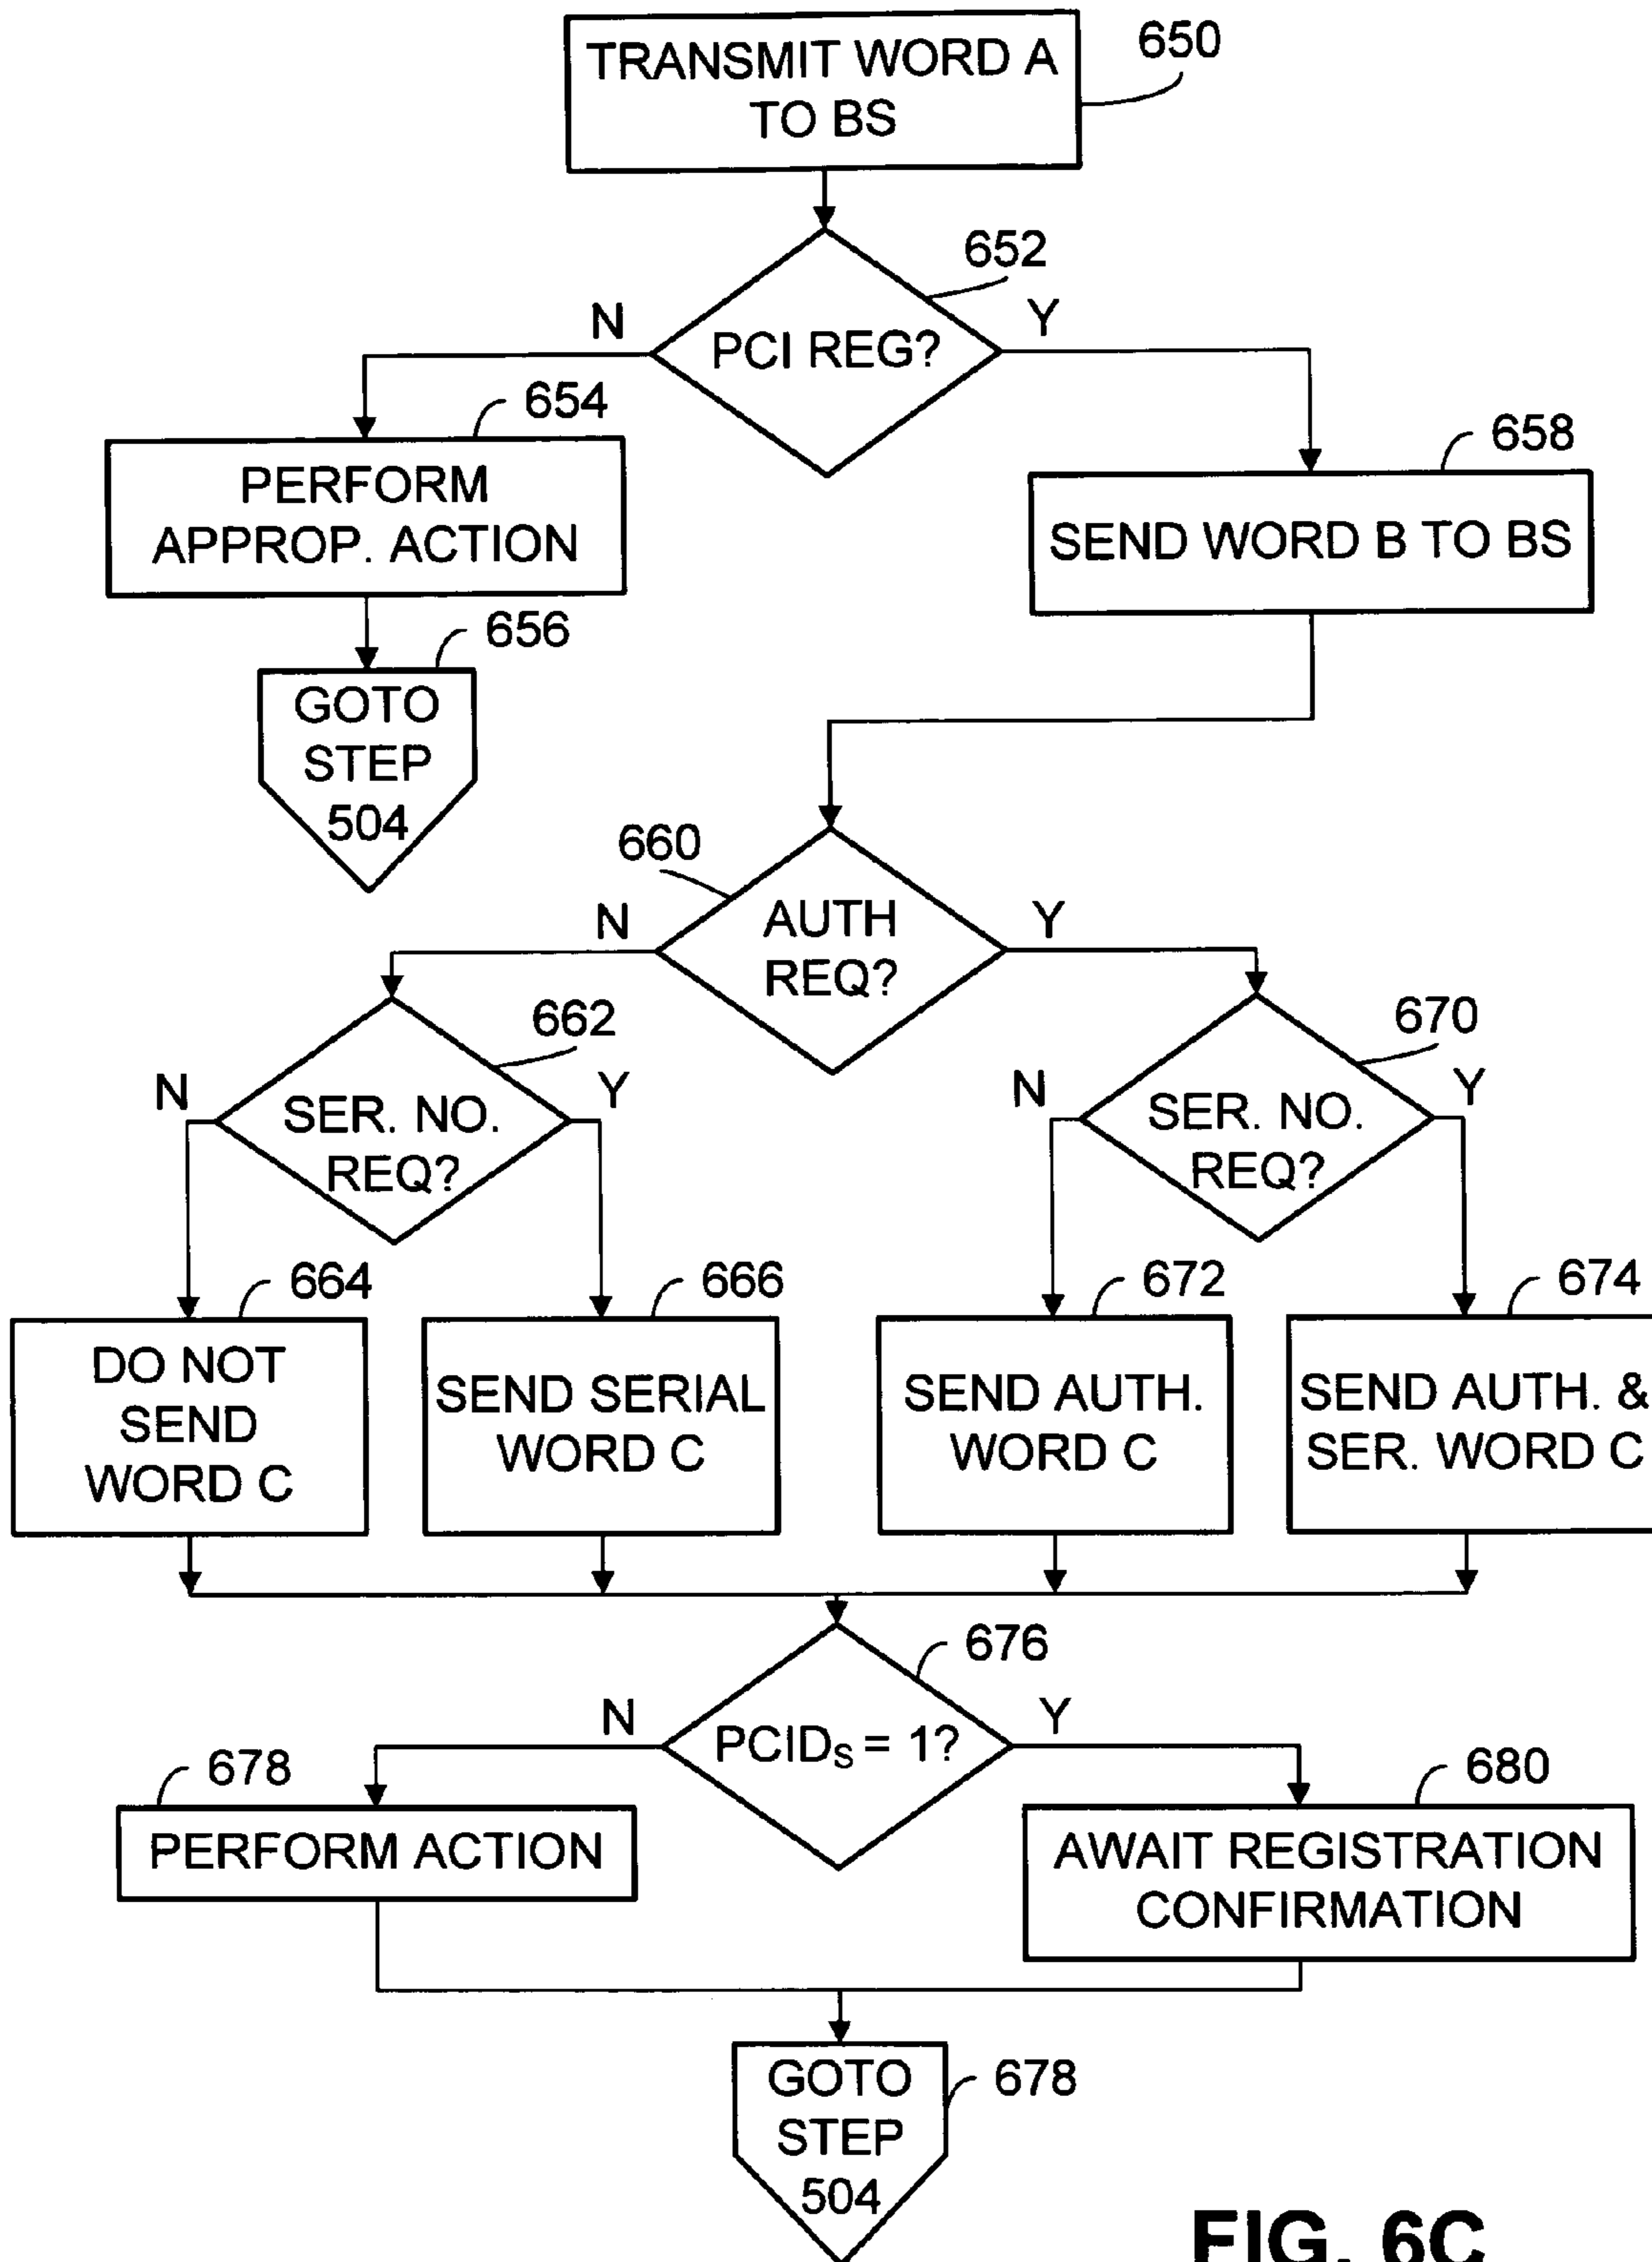 TRANSMIT WORD A
TO BS
650
652
N
PCI REG?
Y
654
PERFORM
APPROP. ACTION
658
SEND WORD B TO BS
656
GOTO
STEP
504
660
N
AUTH
REQ?
Y
662
N
SER. NO.
REQ?
Y
670
N
SER. NO.
REQ?
Y
664
DO NOT
SEND
WORD C
666
SEND SERIAL
WORD C
672
SEND AUTH.
WORD C
674
SEND AUTH. &
SER. WORD C
676
N
PCIDS = 1?
Y
678
PERFORM ACTION
680
AWAIT REGISTRATION
CONFIRMATION
GOTO
STEP
504
678
FIG. 6C